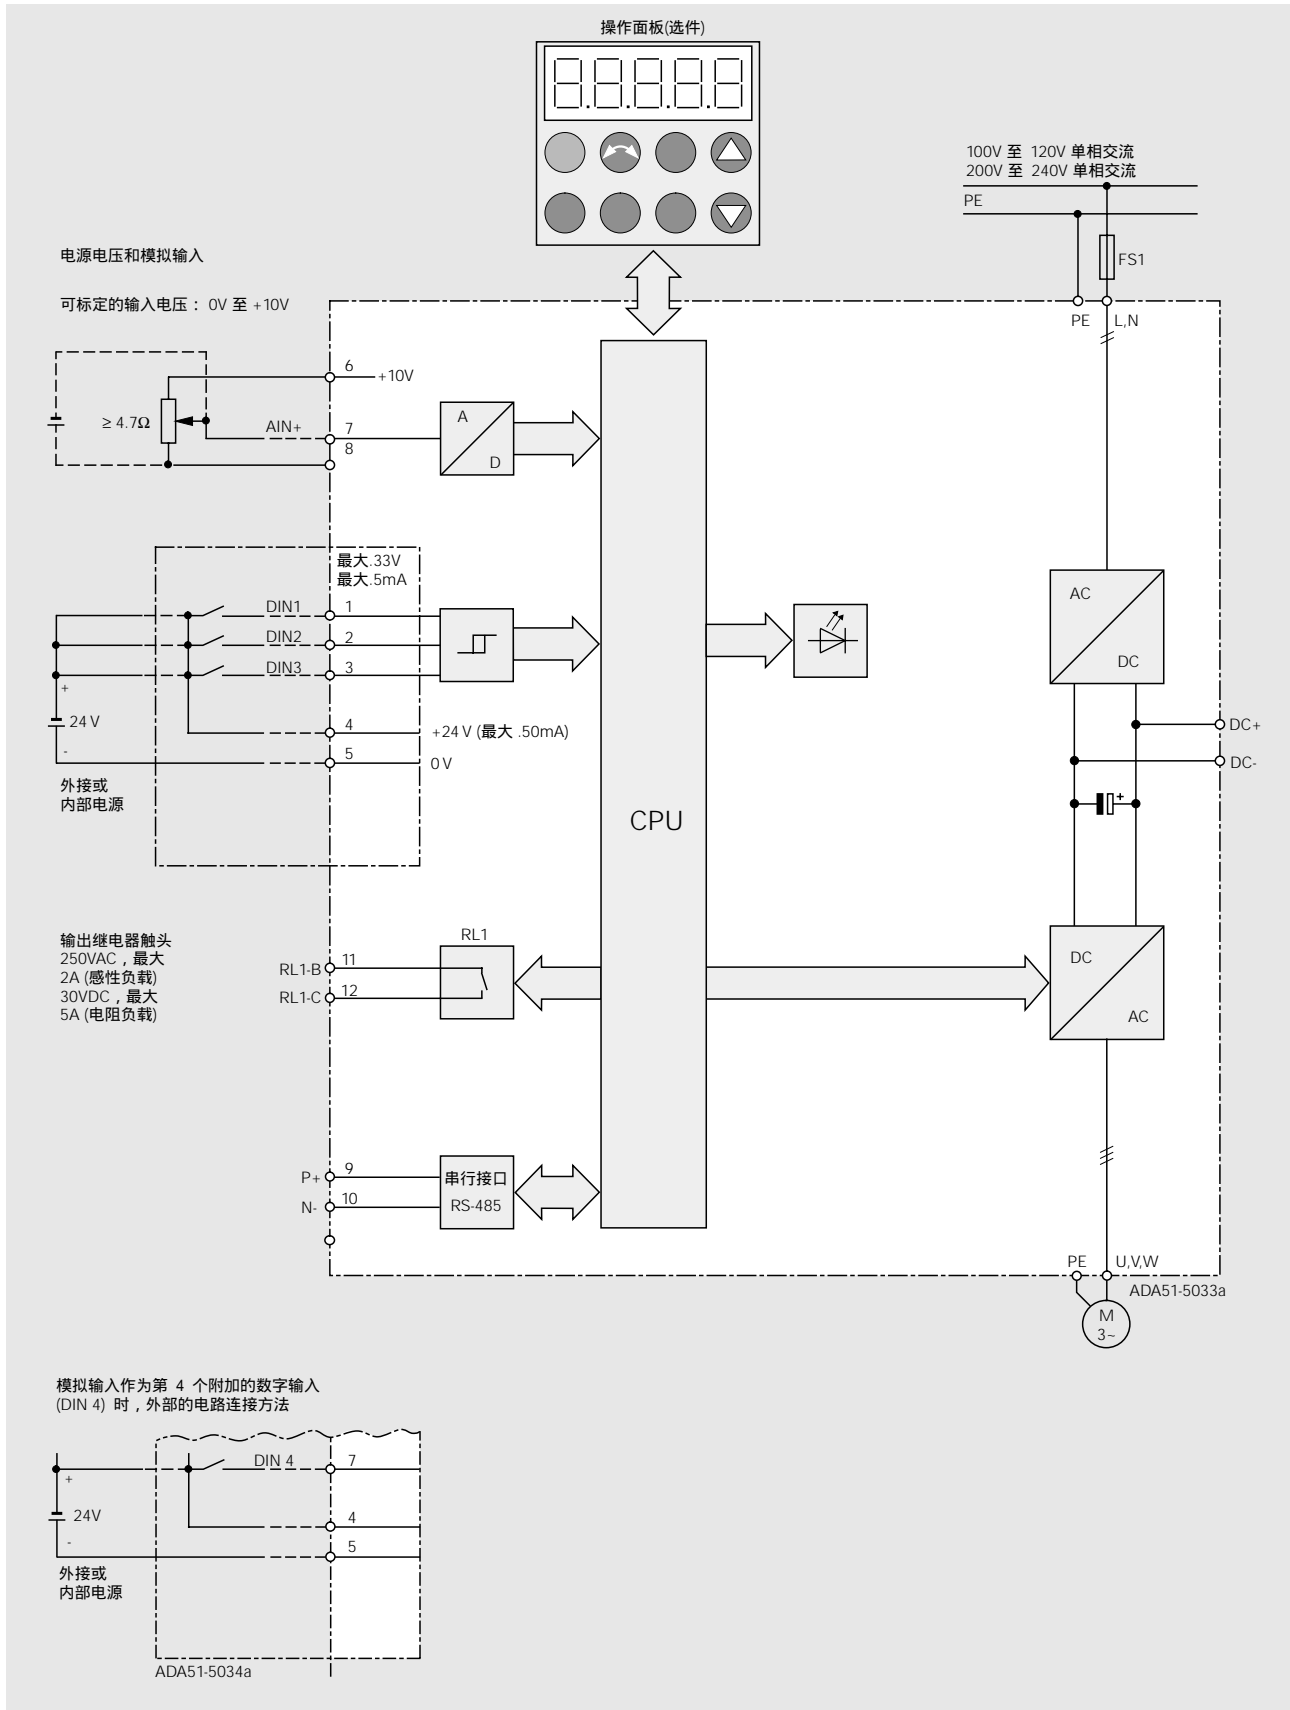 操作面板(选件)
100V 至 120V 单相交流
200V 至 240V 单相交流
PE
FS1
电源电压和模拟输入
可标定的输入电压： 0V 至 +10V
PE
L,N
6
+10V
≥ 4.7Ω
AIN+
7
8
A
D
最大.33V
最大.5mA
DIN1
1
DIN2
2
DIN3
3
+
24 V
-
4
+24 V (最大 .50mA)
5
0 V
外接或
内部电源
CPU
AC
DC
DC+
DC-
+
输出继电器触头
250VAC，最大
2A (感性负载)
30VDC，最大
5A (电阻负载)
RL1
RL1-B
11
RL1-C
12
DC
AC
P+
9
N-
10
串行接口
RS-485
PE
U,V,W
ADA51-5033a
M
3~
模拟输入作为第 4 个附加的数字输入
(DIN 4) 时，外部的电路连接方法
DIN 4
7
+
24V
-
4
5
外接或
内部电源
ADA51-5034a